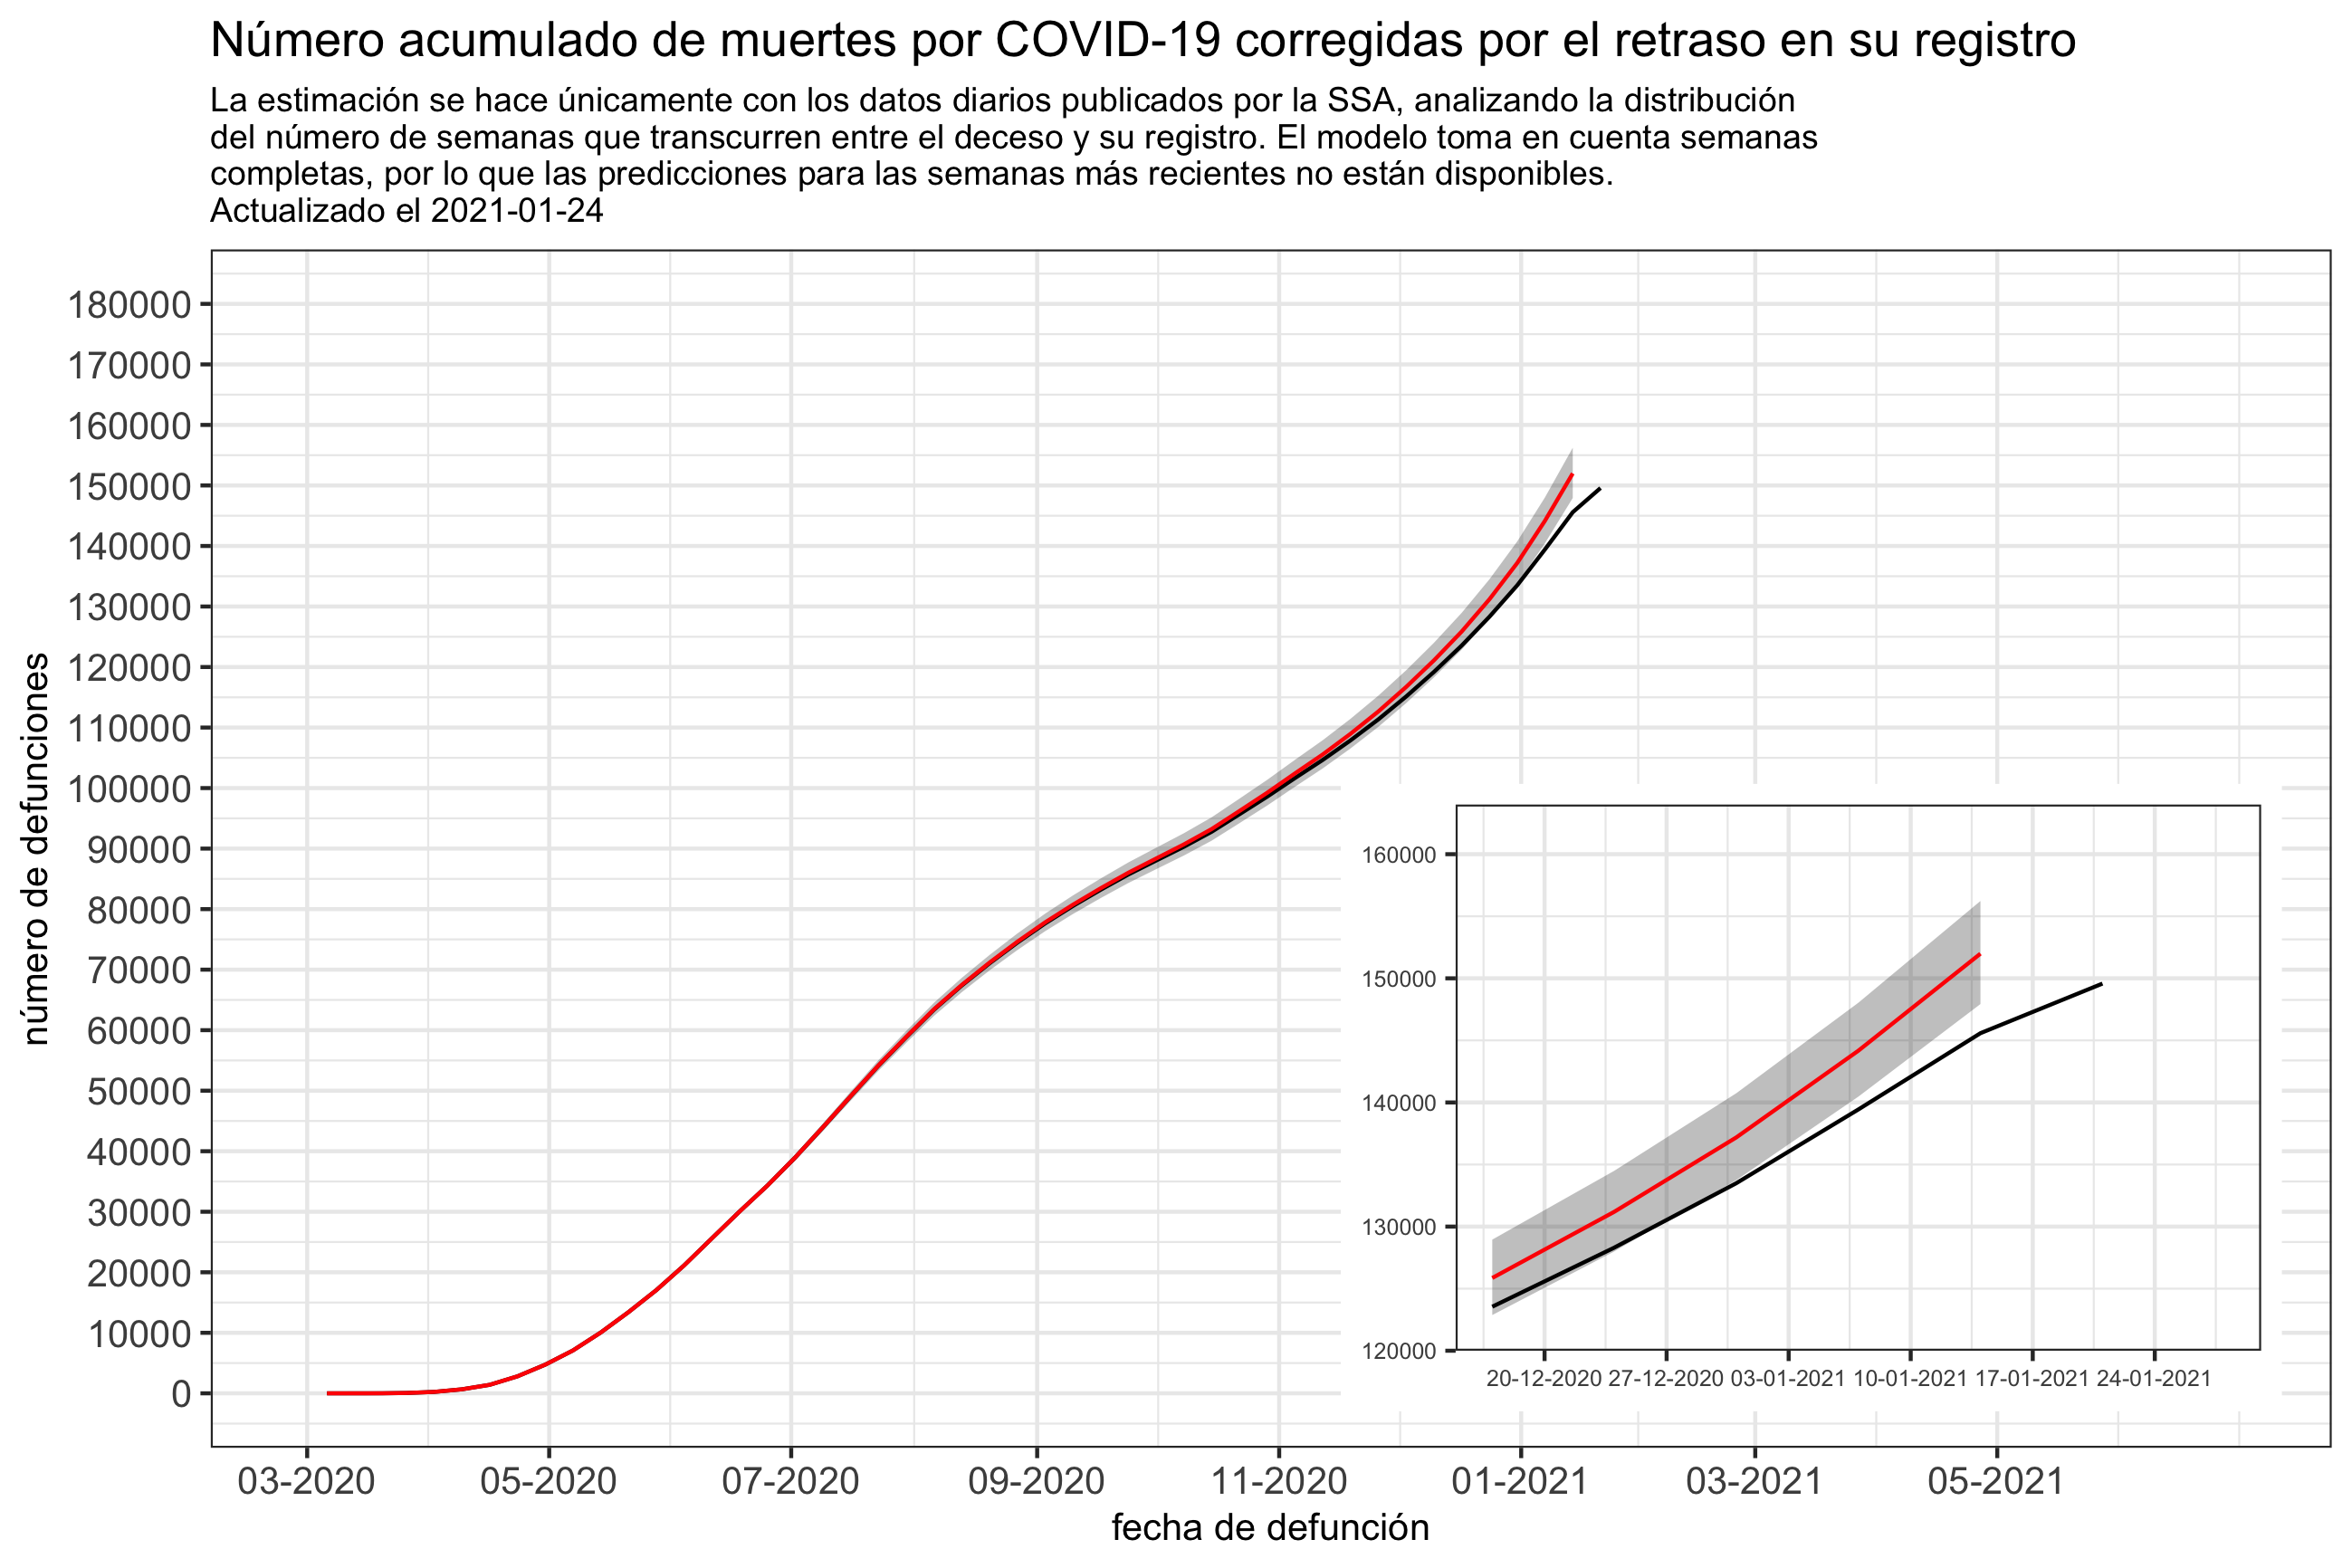 Número acumulado de muertes por COVID-19 corregidas por el retraso en su registro
La estimación se hace únicamente con los datos diarios publicados por la SSA, analizando la distribución
del número de semanas que transcurren entre el deceso y su registro. El modelo toma en cuenta semanas
completas, por lo que las predicciones para las semanas más recientes no están disponibles.
Actualizado el 2021-01-24
número de defunciones
180000
170000
160000
150000
140000
130000
120000
110000
100000
90000
80000
70000
60000
50000
40000
30000
20000
10000
0
160000
150000
140000
130000
120000
20-12-2020 27-12-2020 03-01-2021 10-01-2021 17-01-2021 24-01-2021
03-2020 05-2020 07-2020 09-2020 11-2020 01-2021 03-2021 05-2021
fecha de defunción